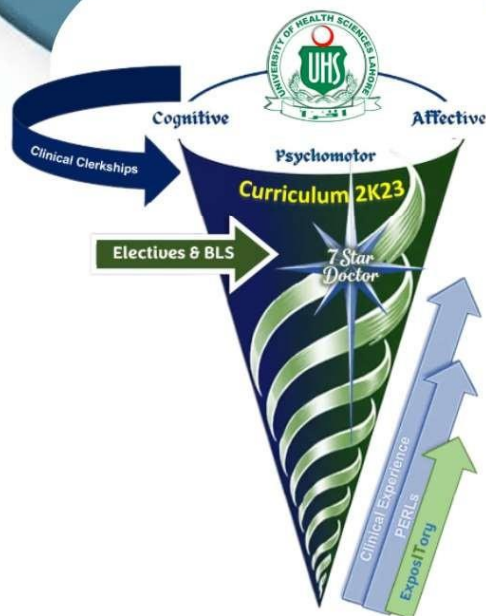 UNIVERSITY OF HEALTH SCIENCES LAHORE
UHS
Cognitive
Affective
Psychomotor
Clinical Clerkships
Curriculum 2K23
Electives & BLS
7 Star
Doctor
Clinical Experience
PERLs
ExposITory